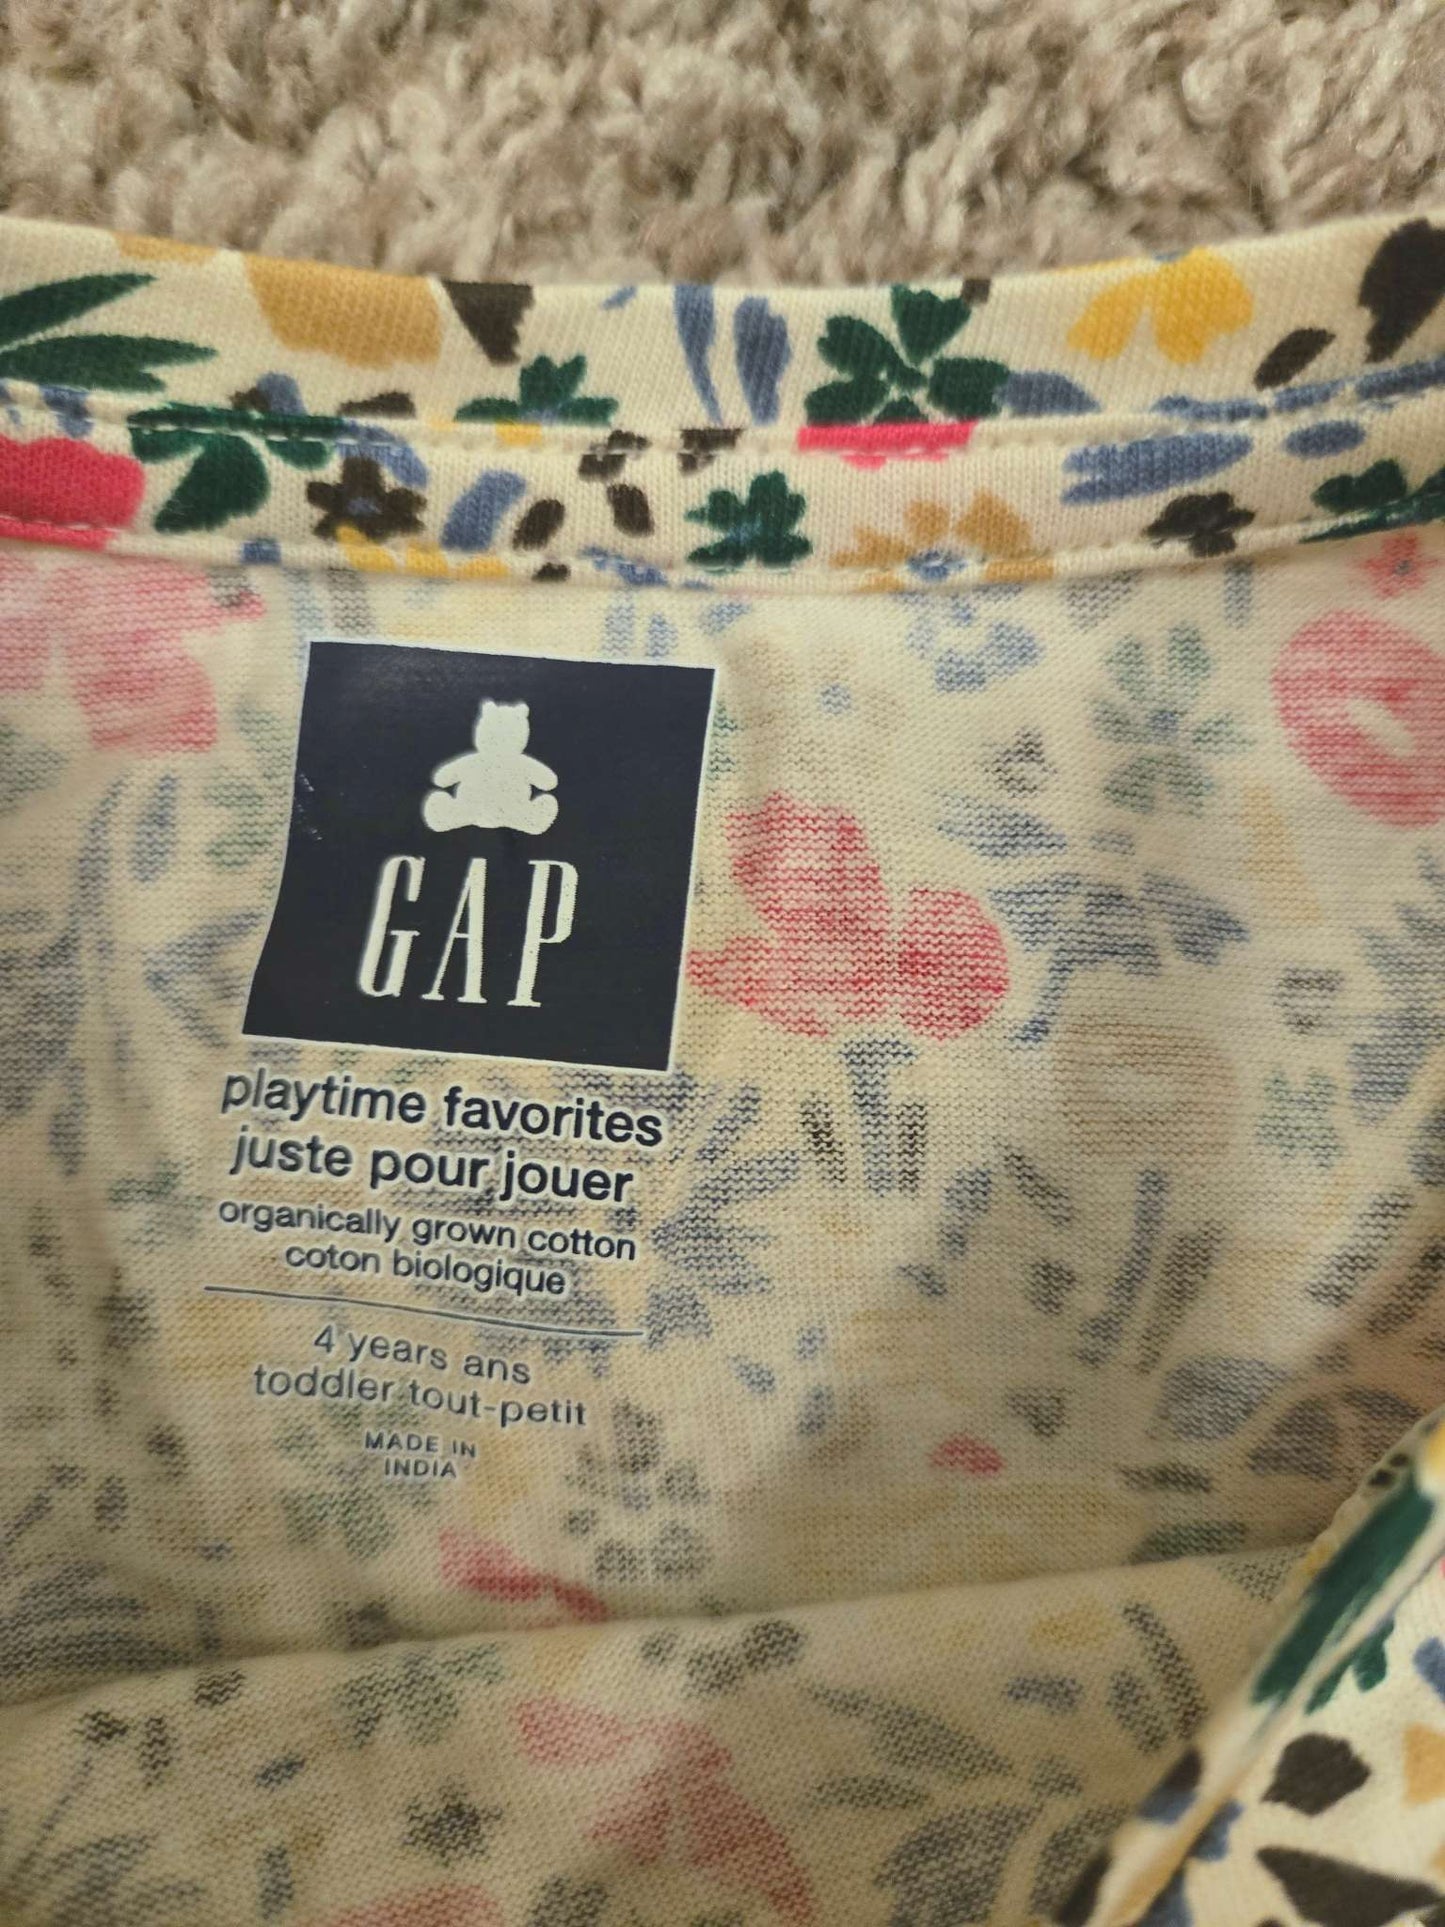 GAP
playtime favorites
juste pour jouer
organically grown cotton
coton biologique
4 years ans
toddler tout-petit
MADE IN
INDIA